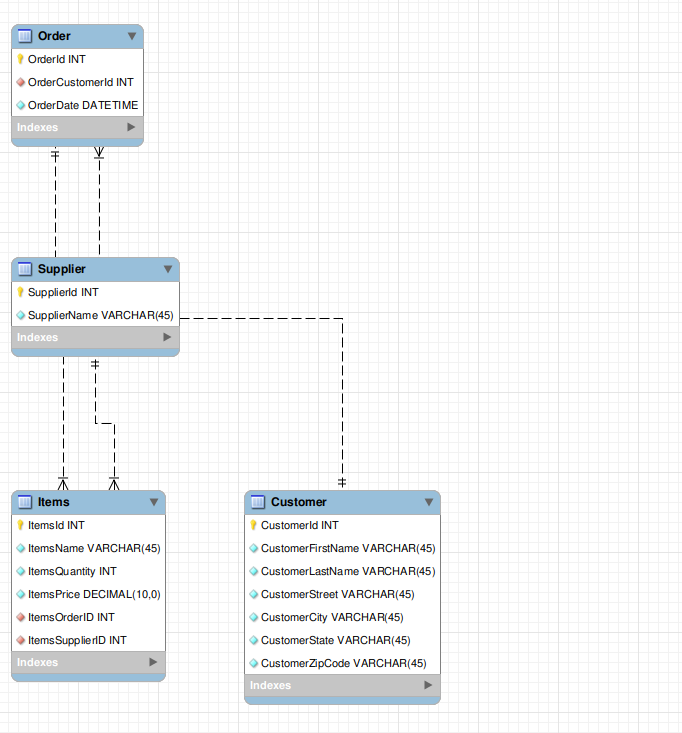 Order
OrderId INT
OrderCustomerId INT
OrderDate DATETIME
Indexes
Supplier
SupplierId INT
SupplierName VARCHAR(45)
Indexes
Items
ItemsId INT
ItemsName VARCHAR(45)
ItemsQuantity INT
ItemsPrice DECIMAL(10,0)
ItemsOrderID INT
ItemsSupplierID INT
Indexes
Customer
CustomerId INT
CustomerFirstName VARCHAR(45)
CustomerLastName VARCHAR(45)
CustomerStreet VARCHAR(45)
CustomerCity VARCHAR(45)
CustomerState VARCHAR(45)
CustomerZipCode VARCHAR(45)
Indexes